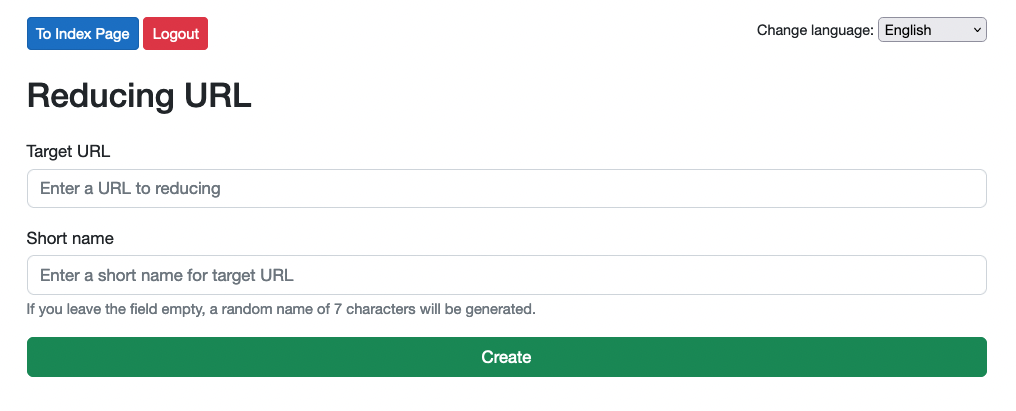 To Index Page Logout Change language: English
Reducing URL
Target URL
Enter a URL to reducing
Short name
Enter a short name for target URL
If you leave the field empty, a random name of 7 characters will be generated.
Create